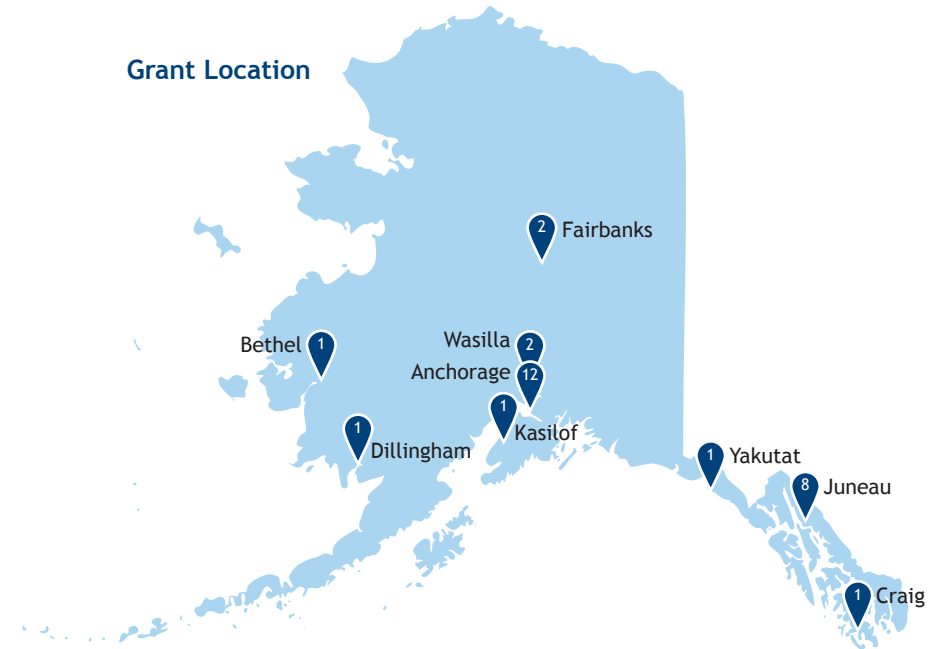 Grant Location
2 Fairbanks
Bethel 1
Wasilla 2
Anchorage 12
1 Kasilof
1 Dillingham
1 Yakutat
8 Juneau
1 Craig